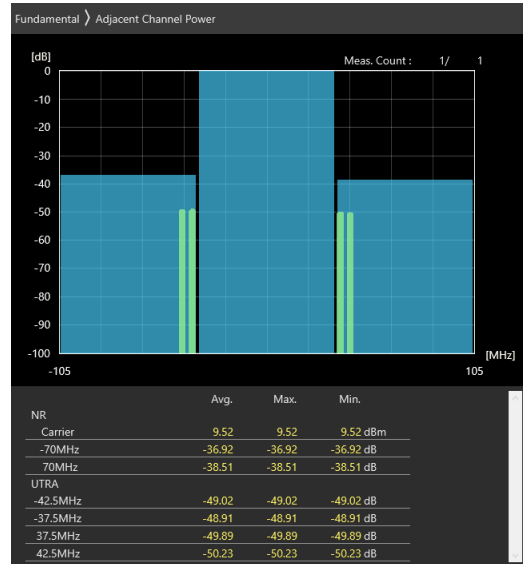 Fundamental 〉 Adjacent Channel Power
[dB]
Meas. Count : 1/ 1
0
-10
-20
-30
-40
-50
-60
-70
-80
-90
-100
[MHz]
-105 105
Avg. Max. Min.
NR
Carrier 9.52 9.52 9.52 dBm
-70MHz -36.92 -36.92 -36.92 dB
70MHz -38.51 -38.51 -38.51 dB
UTRA
-42.5MHz -49.02 -49.02 -49.02 dB
-37.5MHz -48.91 -48.91 -48.91 dB
37.5MHz -49.89 -49.89 -49.89 dB
42.5MHz -50.23 -50.23 -50.23 dB